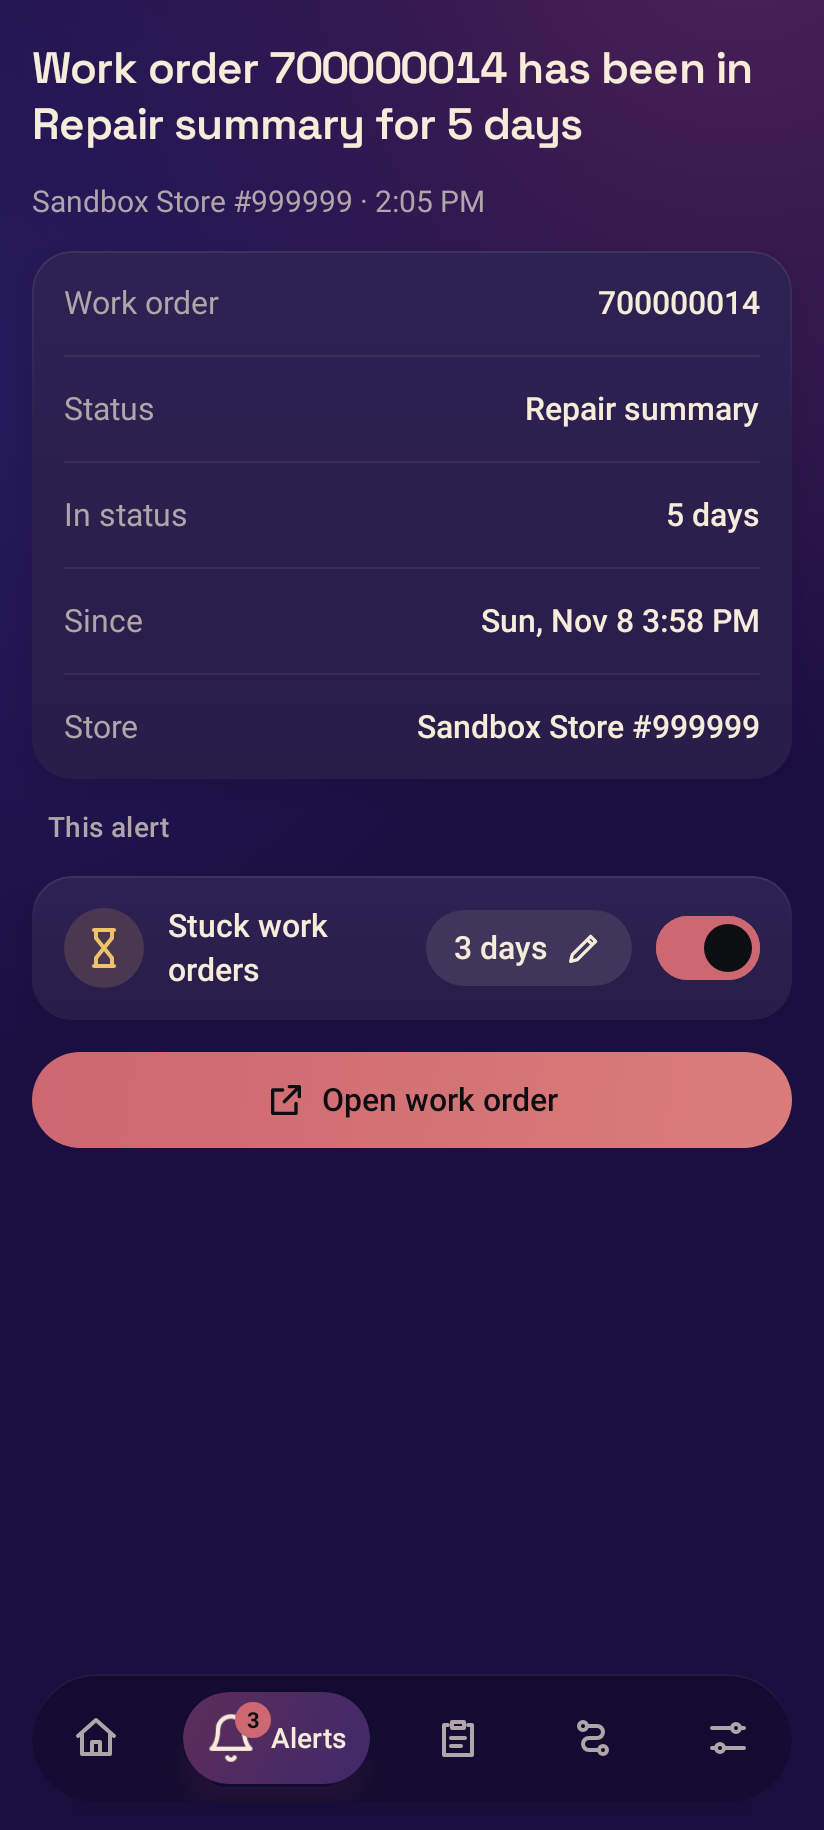 Work order 700000014 has been in
Repair summary for 5 days
Sandbox Store #999999 · 2:05 PM
Work order 700000014
Status Repair summary
In status 5 days
Since Sun, Nov 8 3:58 PM
Store Sandbox Store #999999
This alert
Stuck work
orders
3 days
Open work order
3
Alerts